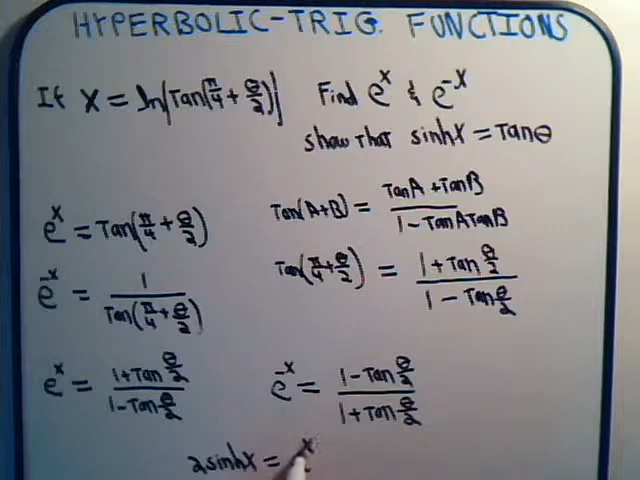 HYPERBOLIC-TRIG. FUNCTIONS
If x = ln|Tan(π/4 + θ/2)| Find e^x & e^-x
show that sinhx = Tanθ
e^x = Tan(π/4 + θ/2)
Tan(A+B) = TanA + TanB / 1 - TanATanB
e^-x = 1 / Tan(π/4 + θ/2)
Tan(π/4 + θ/2) = 1 + Tan θ/2 / 1 - Tan θ/2
e^x = 1 + Tan θ/2 / 1 - Tan θ/2
e^-x = 1 - Tan θ/2 / 1 + Tan θ/2
2sinhx =